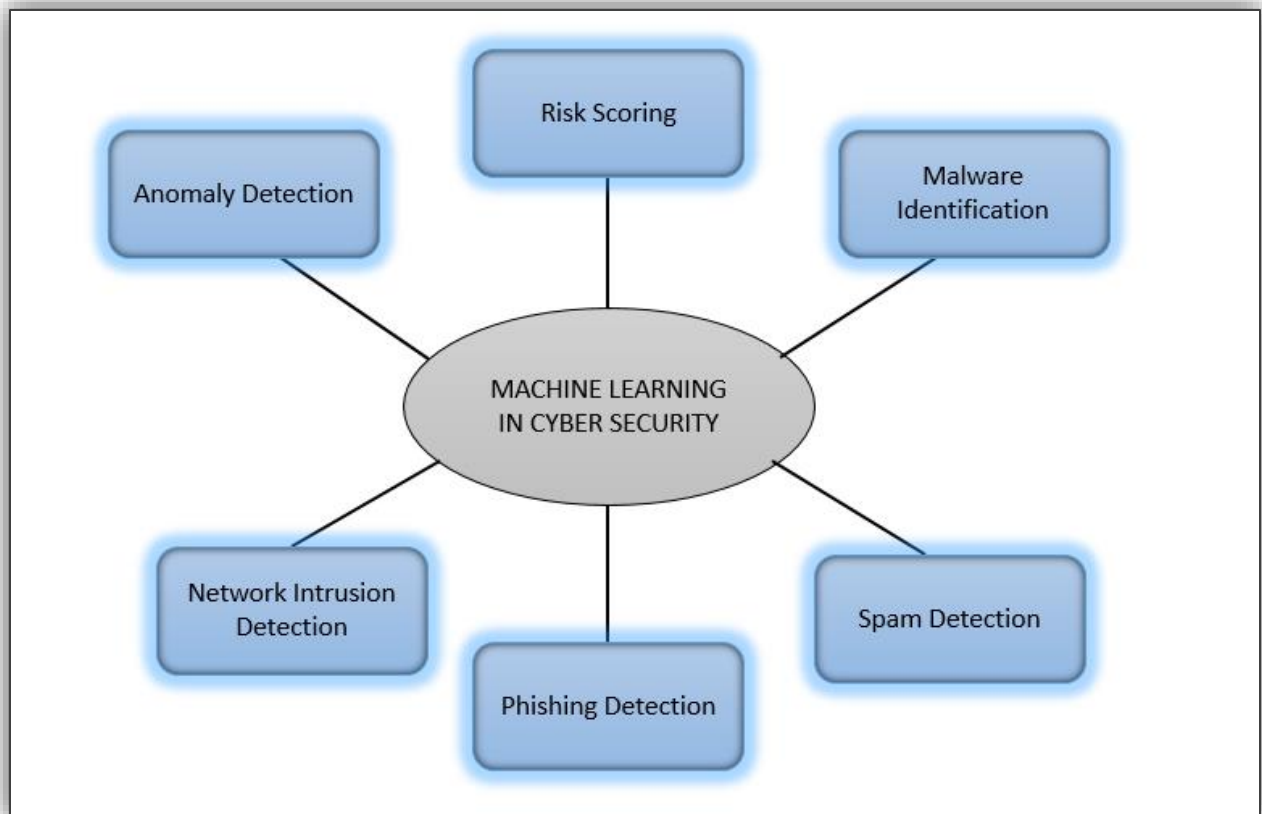 Risk Scoring
Anomaly Detection
Malware
Identification
MACHINE LEARNING
IN CYBER SECURITY
Network Intrusion
Detection
Spam Detection
Phishing Detection